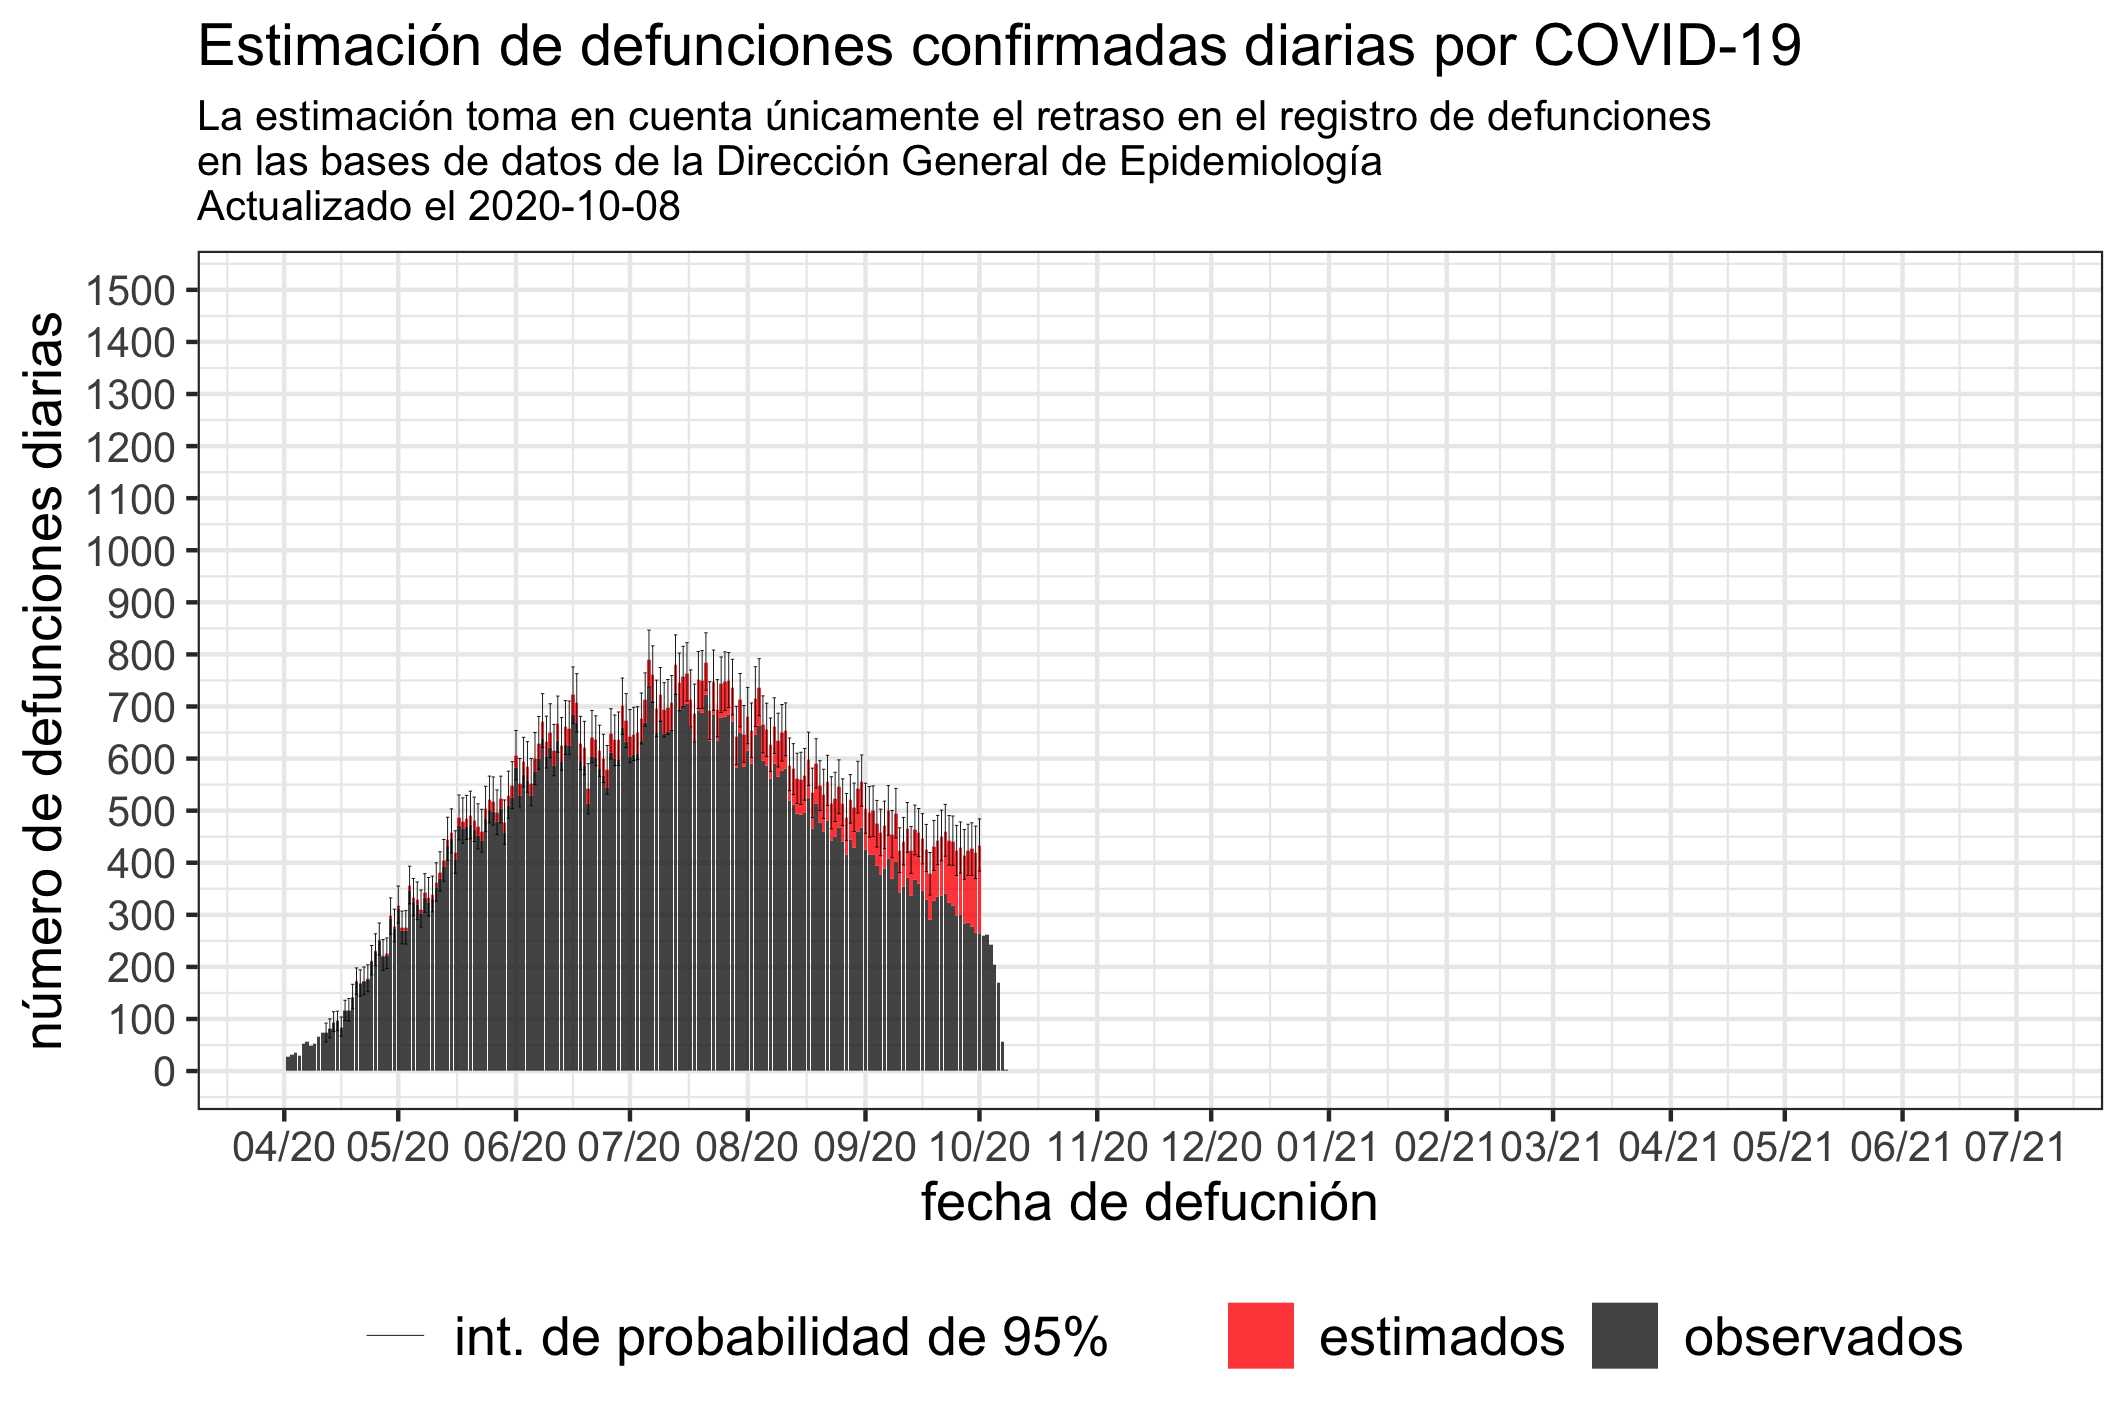 Estimación de defunciones confirmadas diarias por COVID-19
La estimación toma en cuenta únicamente el retraso en el registro de defunciones
en las bases de datos de la Dirección General de Epidemiología
Actualizado el 2020-10-08
número de defunciones diarias
1500
1400
1300
1200
1100
1000
900
800
700
600
500
400
300
200
100
0
04/20 05/20 06/20 07/20 08/20 09/20 10/20 11/20 12/20 01/21 02/21 03/21 04/21 05/21 06/21 07/21
fecha de defucnión
int. de probabilidad de 95% estimados observados